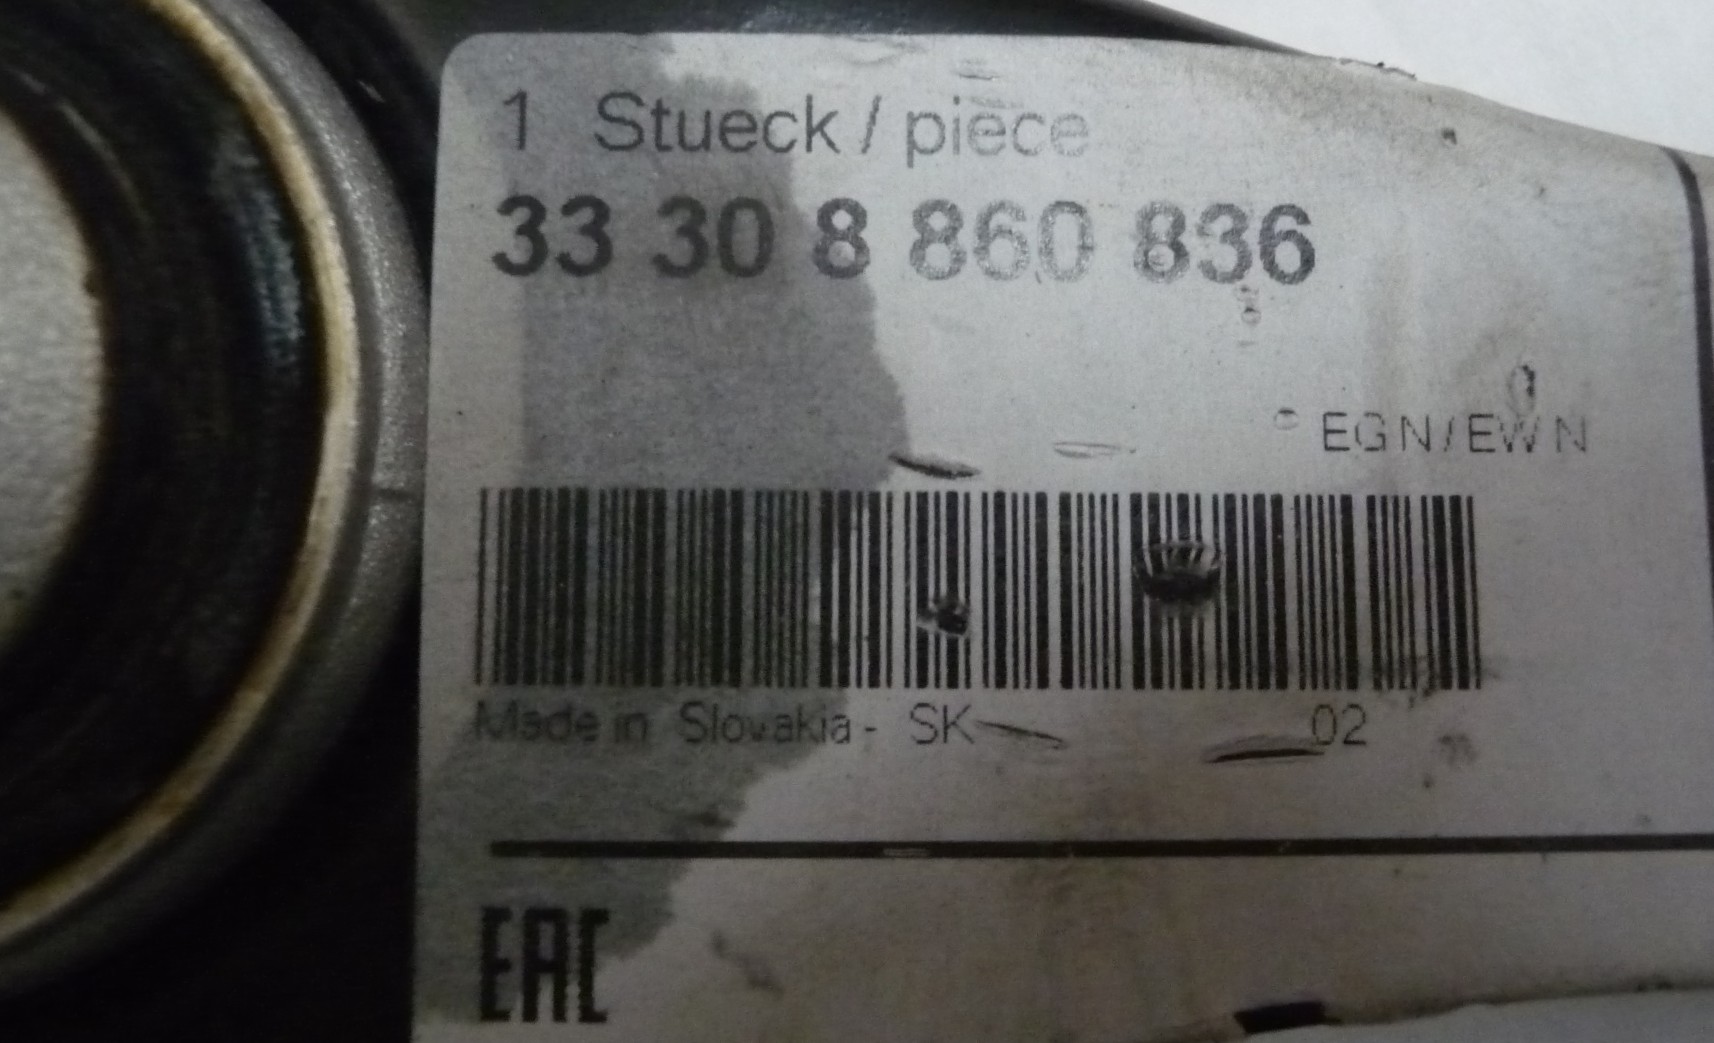 1 Stueck / piece
33 30 8 860 836
EGN/EWN
Made in Slovakia - SK 02
EAC